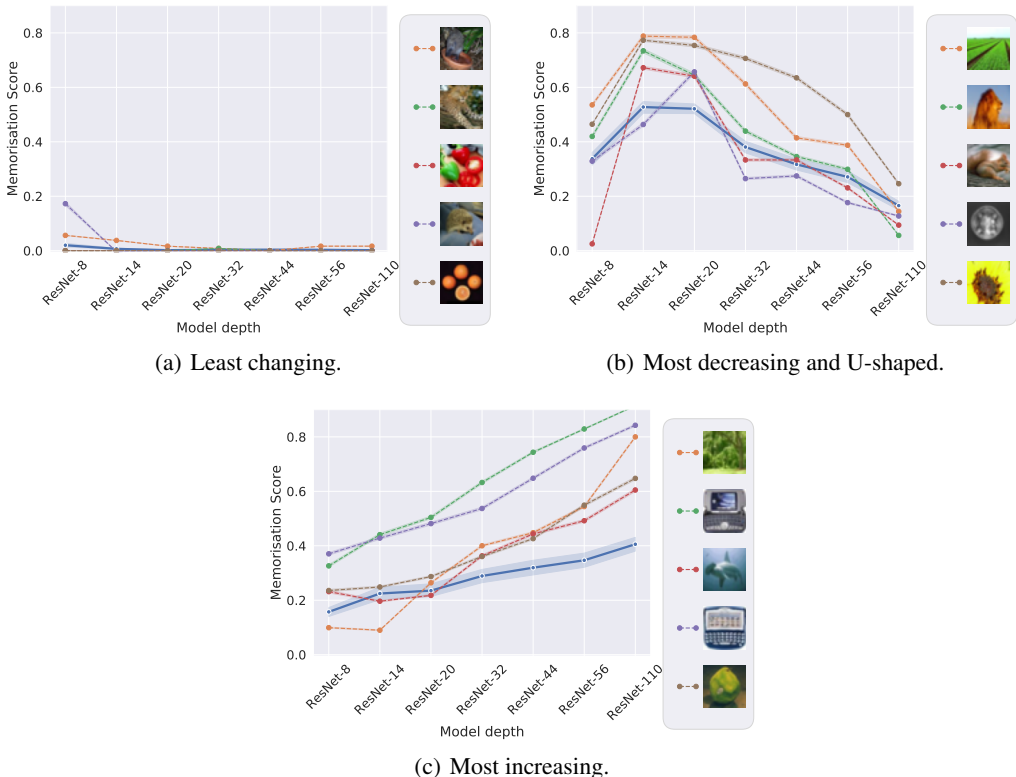 0.8
0.6
0.4
0.2
0.0
Memorisation Score
ResNet-8
ResNet-14
ResNet-20
ResNet-32
ResNet-44
ResNet-56
ResNet-110
Model depth
(a) Least changing.
0.8
0.6
0.4
0.2
0.0
Memorisation Score
ResNet-8
ResNet-14
ResNet-20
ResNet-32
ResNet-44
ResNet-56
ResNet-110
Model depth
(b) Most decreasing and U-shaped.
0.8
0.6
0.4
0.2
0.0
Memorisation Score
ResNet-8
ResNet-14
ResNet-20
ResNet-32
ResNet-44
ResNet-56
ResNet-110
Model depth
(c) Most increasing.